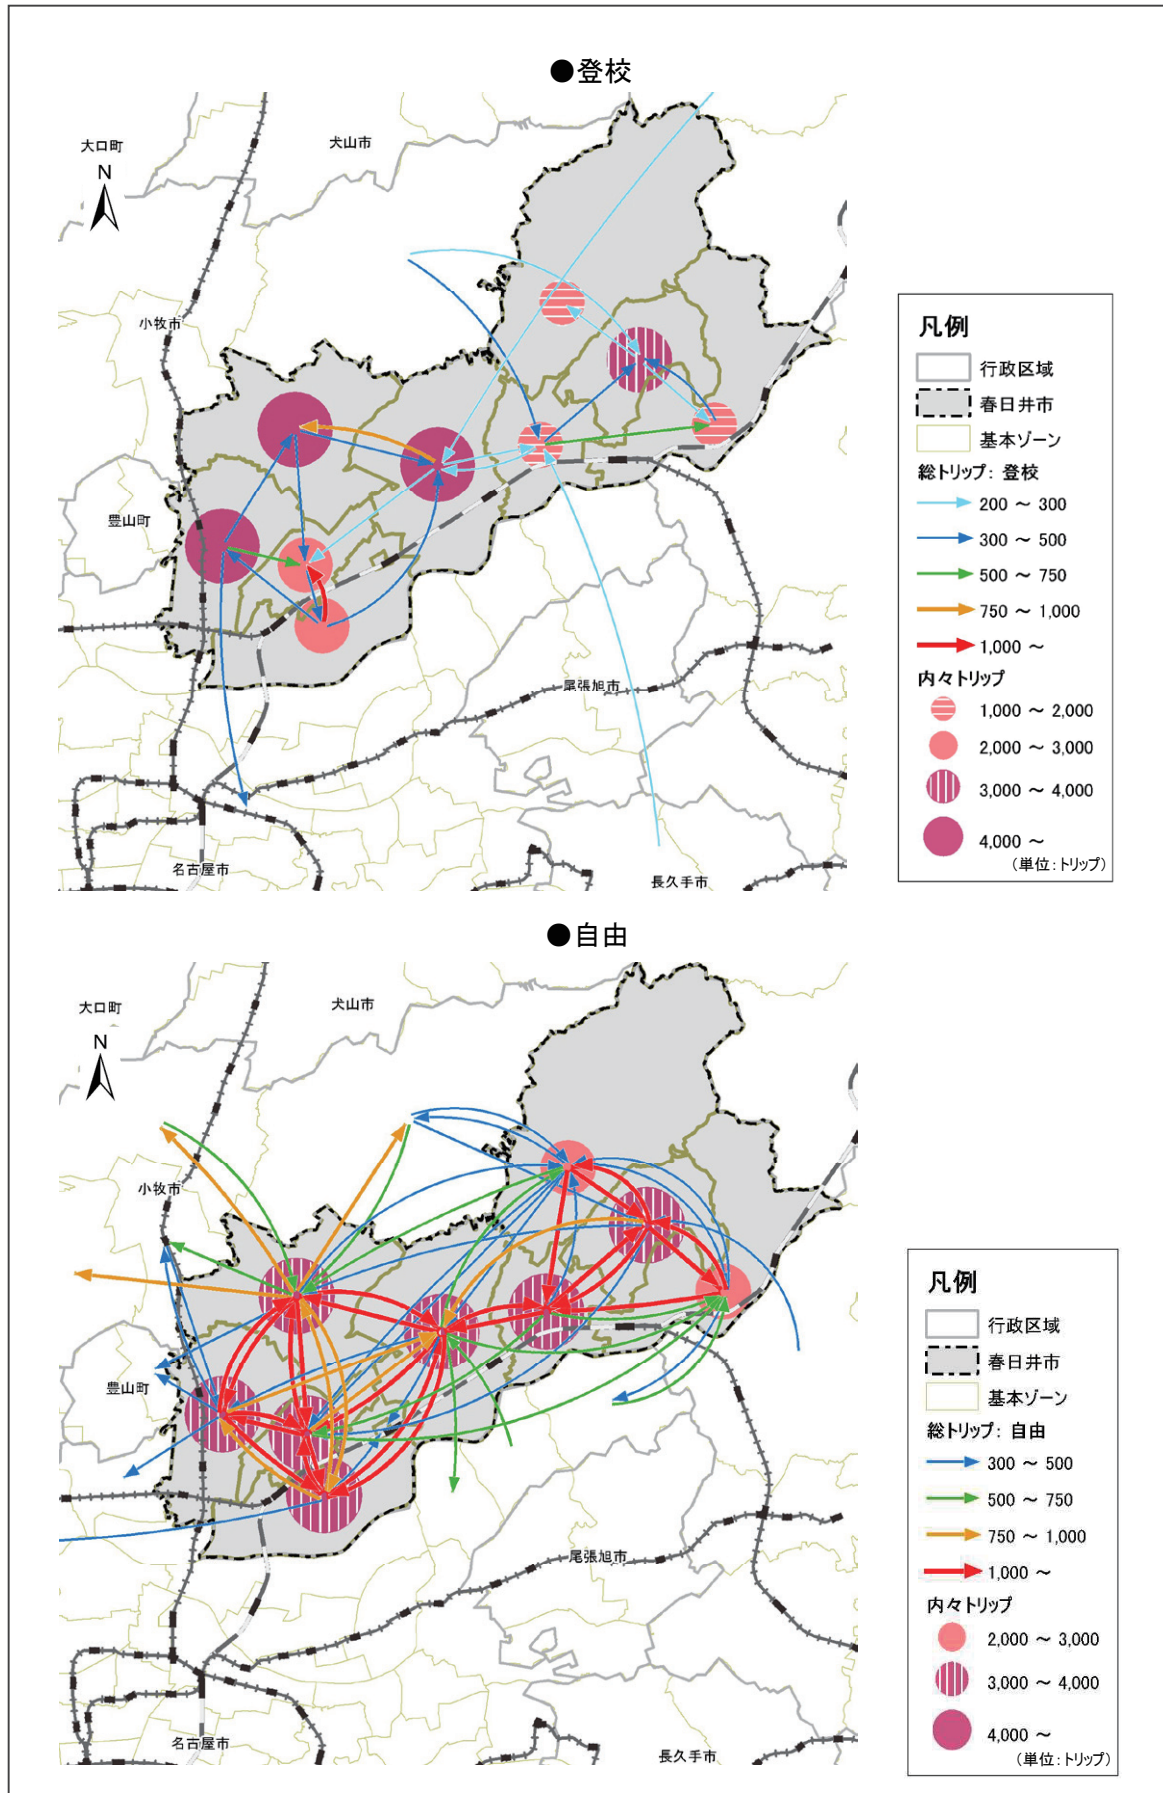 ●登校
大口町
犬山市
N
小牧市
豊山町
尾張旭市
名古屋市
長久手市
凡例
行政区域
春日井市
基本ゾーン
総トリップ: 登校
200 ～ 300
300 ～ 500
500 ～ 750
750 ～ 1,000
1,000 ～
内々トリップ
1,000 ～ 2,000
2,000 ～ 3,000
3,000 ～ 4,000
4,000 ～
(単位:トリップ)
●自由
大口町
犬山市
N
小牧市
豊山町
尾張旭市
名古屋市
長久手市
凡例
行政区域
春日井市
基本ゾーン
総トリップ: 自由
300 ～ 500
500 ～ 750
750 ～ 1,000
1,000 ～
内々トリップ
2,000 ～ 3,000
3,000 ～ 4,000
4,000 ～
(単位:トリップ)